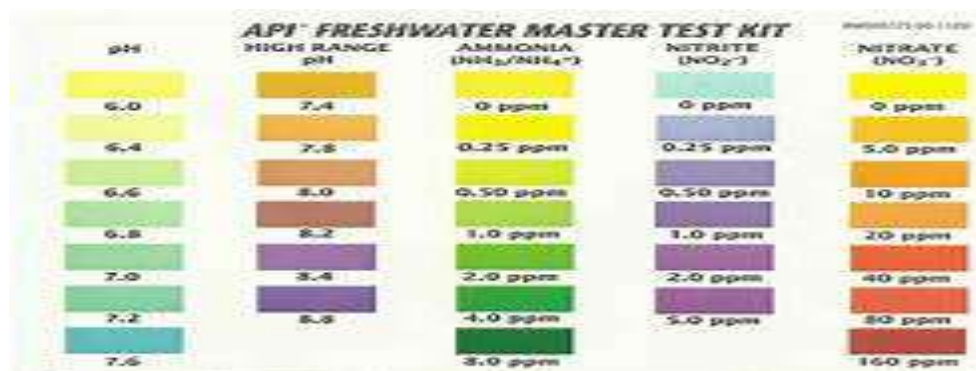 API FRESHWATER MASTER TEST KIT
pH HIGH RANGE pH AMMONIA (NH₃/NH₄⁺) NITRITE (NO₂⁻) NITRATE (NO₃⁻)
6.0 7.4 0 ppm 0 ppm 0 ppm
6.4 7.8 0.25 ppm 0.25 ppm 5.0 ppm
6.6 8.0 0.50 ppm 0.50 ppm 10 ppm
6.8 8.2 1.0 ppm 1.0 ppm 20 ppm
7.0 8.4 2.0 ppm 2.0 ppm 40 ppm
7.2 8.8 4.0 ppm 5.0 ppm 80 ppm
7.6 8.0 ppm 160 ppm